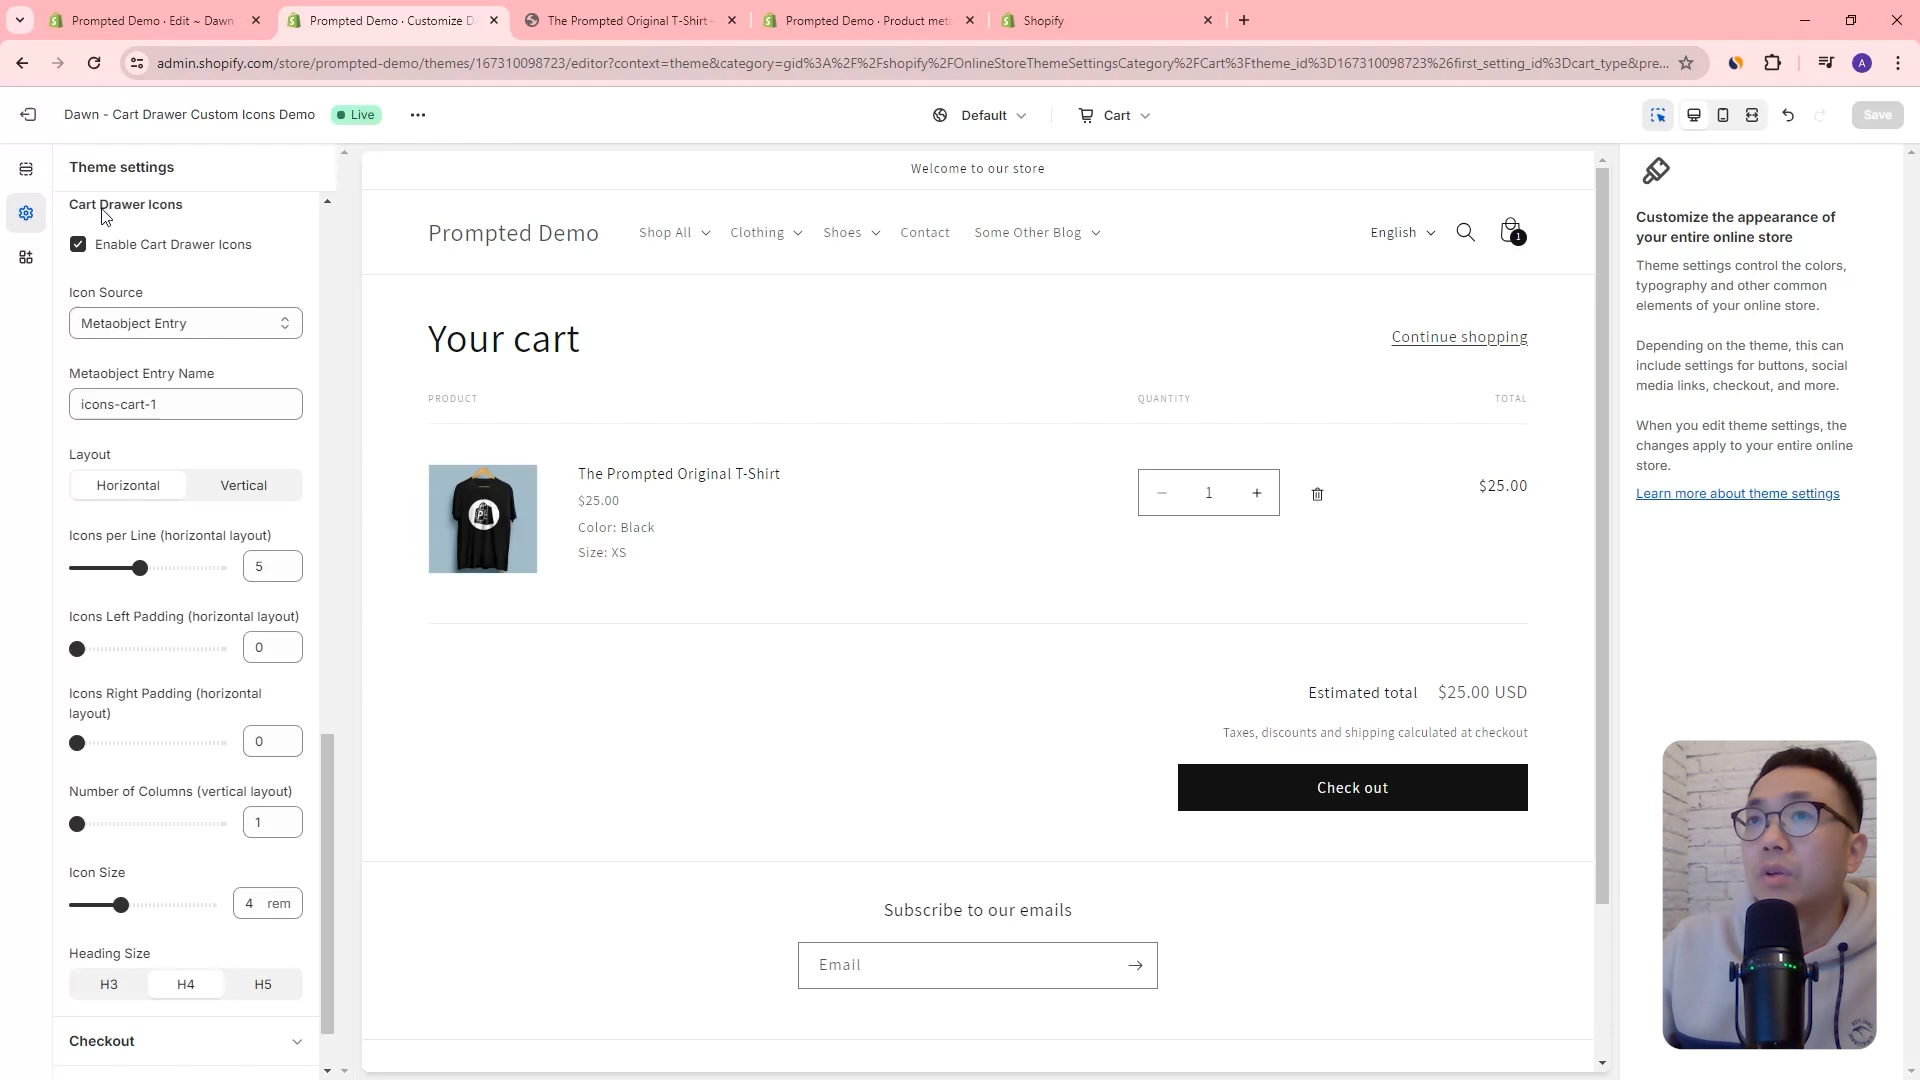 Prompted Demo · Edit ~ Dawn
Prompted Demo · Customize D
The Prompted Original T-Shirt
Prompted Demo · Product meta
Shopify
admin.shopify.com/store/prompted-demo/themes/167310098723/editor?context=theme&category=gid%3A%2F%2Fshopify%2FOnlineStoreThemeSettingsCategory%2FCart%3Ftheme_id%3D167310098723%26first_setting_id%3Dcart_type&pre...
A
Dawn - Cart Drawer Custom Icons Demo
Live
Default
Cart
Save
Theme settings
Cart Drawer Icons
Enable Cart Drawer Icons
Icon Source
Metaobject Entry
Metaobject Entry Name
icons-cart-1
Layout
Horizontal
Vertical
Icons per Line (horizontal layout)
5
Icons Left Padding (horizontal layout)
0
Icons Right Padding (horizontal
layout)
0
Number of Columns (vertical layout)
1
Icon Size
4 rem
Heading Size
H3
H4
H5
Checkout
Welcome to our store
Prompted Demo
Shop All
Clothing
Shoes
Contact
Some Other Blog
English
1
Your cart
Continue shopping
PRODUCT
QUANTITY
TOTAL
The Prompted Original T-Shirt
$25.00
Color: Black
Size: XS
1
$25.00
Estimated total $25.00 USD
Taxes, discounts and shipping calculated at checkout
Check out
Subscribe to our emails
Email
Customize the appearance of
your entire online store
Theme settings control the colors,
typography and other common
elements of your online store.
Depending on the theme, this can
include settings for buttons, social
media links, checkout, and more.
When you edit theme settings, the
changes apply to your entire online
store.
Learn more about theme settings